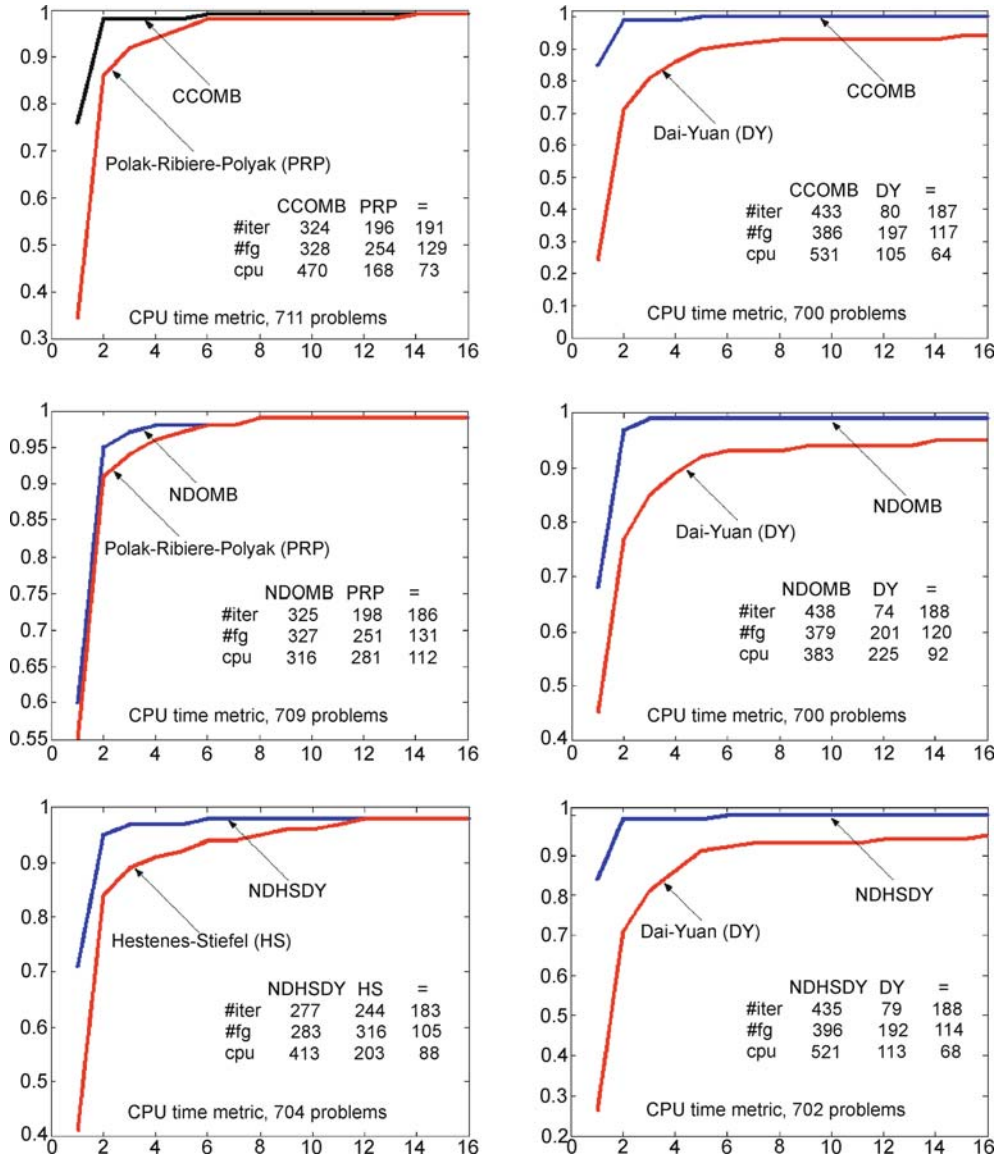 1
0.9
0.8
0.7
0.6
0.5
0.4
0.3
0 2 4 6 8 10 12 14 16
CCOMB
Polak-Ribiere-Polyak (PRP)
CCOMB PRP =
#iter 324 196 191
#fg 328 254 129
cpu 470 168 73
CPU time metric, 711 problems
1
0.9
0.8
0.7
0.6
0.5
0.4
0.3
0.2
0.1
0
0 2 4 6 8 10 12 14 16
CCOMB
Dai-Yuan (DY)
CCOMB DY =
#iter 433 80 187
#fg 386 197 117
cpu 531 105 64
CPU time metric, 700 problems
1
0.95
0.9
0.85
0.8
0.75
0.7
0.65
0.6
0.55
0 2 4 6 8 10 12 14 16
NDOMB
Polak-Ribiere-Polyak (PRP)
NDOMB PRP =
#iter 325 198 186
#fg 327 251 131
cpu 316 281 112
CPU time metric, 709 problems
1
0.9
0.8
0.7
0.6
0.5
0.4
0 2 4 6 8 10 12 14 16
NDOMB
Dai-Yuan (DY)
NDOMB DY =
#iter 438 74 188
#fg 379 201 120
cpu 383 225 92
CPU time metric, 700 problems
1
0.9
0.8
0.7
0.6
0.5
0.4
0 2 4 6 8 10 12 14 16
NDHSDY
Hestenes-Stiefel (HS)
NDHSDY HS =
#iter 277 244 183
#fg 283 316 105
cpu 413 203 88
CPU time metric, 704 problems
1
0.9
0.8
0.7
0.6
0.5
0.4
0.3
0.2
0 2 4 6 8 10 12 14 16
NDHSDY
Dai-Yuan (DY)
NDHSDY DY =
#iter 435 79 188
#fg 396 192 114
cpu 521 113 68
CPU time metric, 702 problems